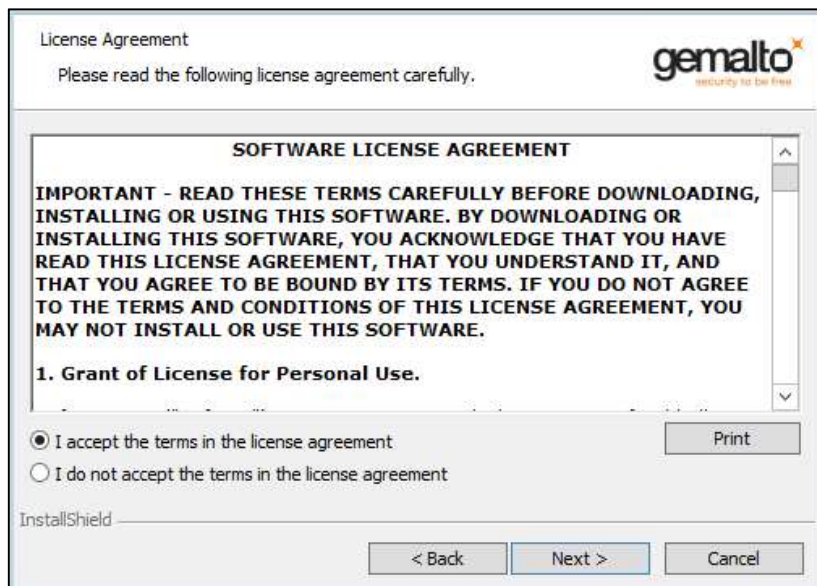 License Agreement
Please read the following license agreement carefully.
gemalto
security to be free
SOFTWARE LICENSE AGREEMENT
IMPORTANT - READ THESE TERMS CAREFULLY BEFORE DOWNLOADING,
INSTALLING OR USING THIS SOFTWARE. BY DOWNLOADING OR
INSTALLING THIS SOFTWARE, YOU ACKNOWLEDGE THAT YOU HAVE
READ THIS LICENSE AGREEMENT, THAT YOU UNDERSTAND IT, AND
THAT YOU AGREE TO BE BOUND BY ITS TERMS. IF YOU DO NOT AGREE
TO THE TERMS AND CONDITIONS OF THIS LICENSE AGREEMENT, YOU
MAY NOT INSTALL OR USE THIS SOFTWARE.
1. Grant of License for Personal Use.
I accept the terms in the license agreement
Print
I do not accept the terms in the license agreement
InstallShield
< Back
Next >
Cancel